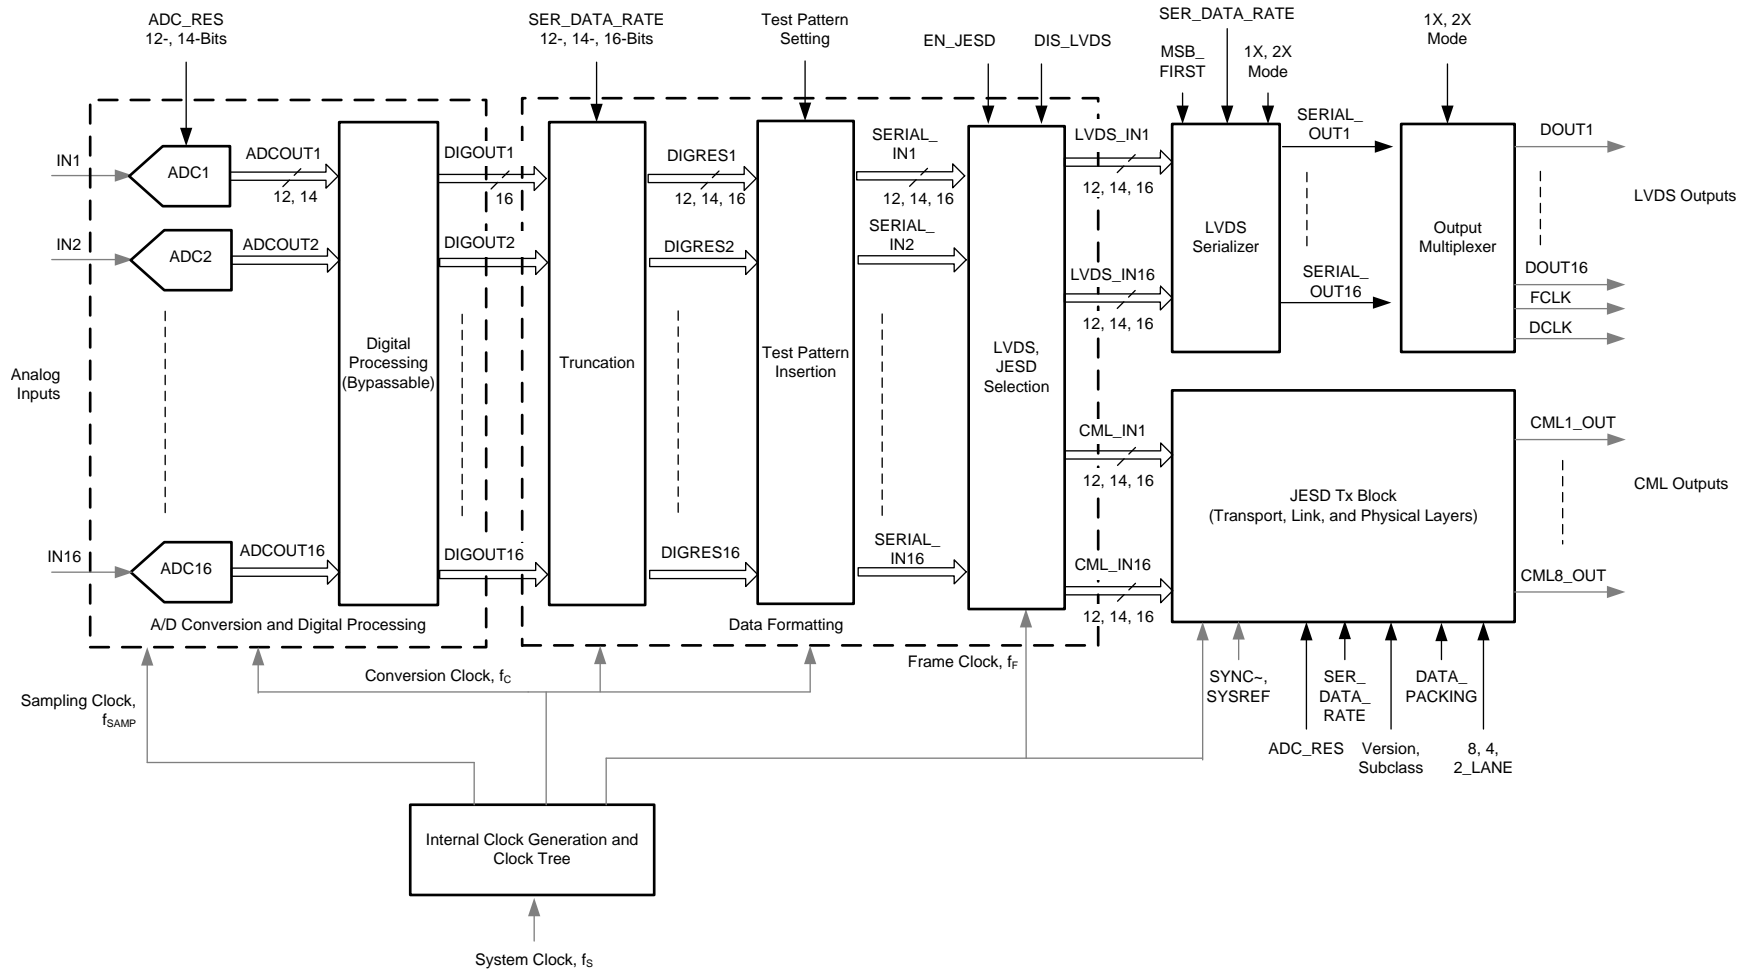 ADC_RES
12-, 14-Bits
SER_DATA_RATE
12-, 14-, 16-Bits
Test Pattern
Setting
EN_JESD
DIS_LVDS
SER_DATA_RATE
MSB_
FIRST
1X, 2X
Mode
1X, 2X
Mode
IN1
ADC1
ADCOUT1
12, 14
DIGOUT1
16
DIGRES1
12, 14, 16
SERIAL_
IN1
12, 14, 16
LVDS_IN1
12, 14, 16
SERIAL_
OUT1
DOUT1
LVDS Outputs
IN2
ADC2
ADCOUT2
DIGOUT2
DIGRES2
SERIAL_
IN2
LVDS_IN16
12, 14, 16
LVDS
Serializer
SERIAL_
OUT16
Output
Multiplexer
DOUT16
FCLK
DCLK
Analog
Inputs
Digital
Processing
(Bypassable)
Truncation
Test Pattern
Insertion
LVDS,
JESD
Selection
CML_IN1
12, 14, 16
JESD Tx Block
(Transport, Link, and Physical Layers)
CML1_OUT
CML Outputs
CML8_OUT
IN16
ADC16
ADCOUT16
DIGOUT16
DIGRES16
SERIAL_
IN16
CML_IN16
12, 14, 16
A/D Conversion and Digital Processing
Data Formatting
Sampling Clock,
fSAMP
Conversion Clock, fC
Frame Clock, fF
SYNC~,
SYSREF
ADC_RES
SER_
DATA_
RATE
Version,
Subclass
DATA_
PACKING
8, 4,
2_LANE
Internal Clock Generation and
Clock Tree
System Clock, fS